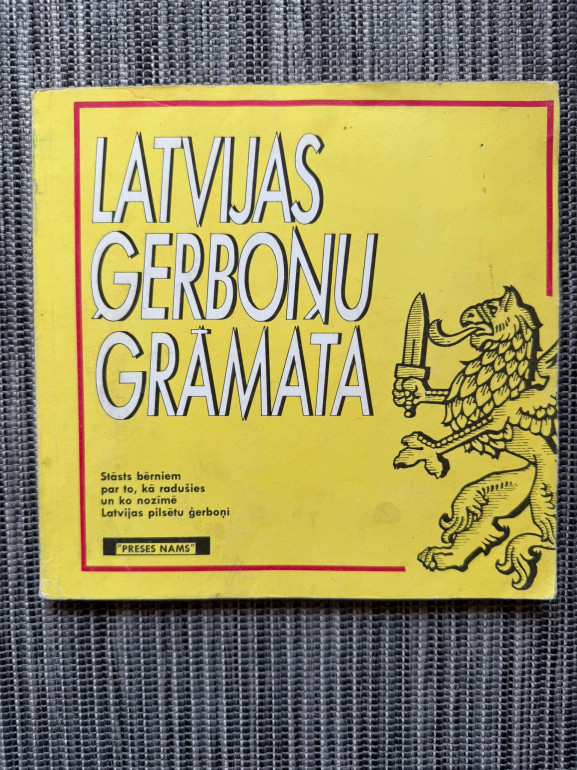 LATVIJAS
ĢERBOŅU
GRĀMATA
Stāsts bērniem
par to, kā radušies
un ko nozīmē
Latvijas pilsētu ģerboņi
"PRESES NAMS"